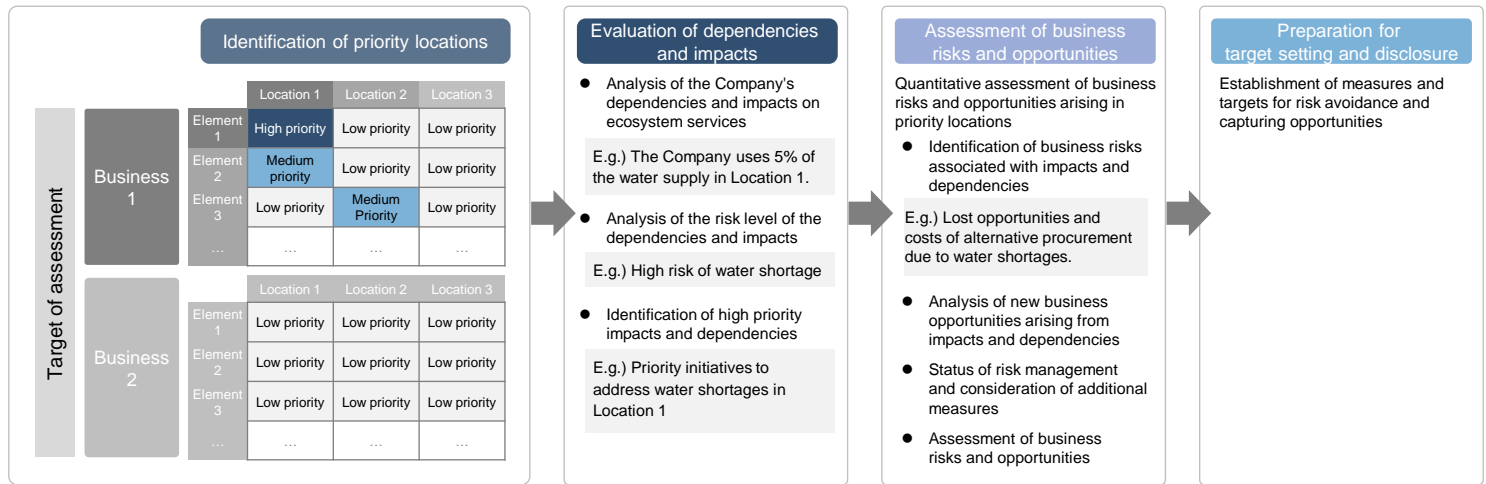 Identification of priority locations
Target of assessment
Business
1
Location 1 Location 2 Location 3
Element
1
High priority Low priority Low priority
Element
2
Medium
priority
Low priority Low priority
Element
3
Low priority
Medium
Priority
Low priority
… … … …
Business
2
Location 1 Location 2 Location 3
Element
1
Low priority Low priority Low priority
Element
2
Low priority Low priority Low priority
Element
3
Low priority Low priority Low priority
… … … …
Evaluation of dependencies
and impacts
● Analysis of the Company's
dependencies and impacts on
ecosystem services
E.g.) The Company uses 5% of
the water supply in Location 1.
● Analysis of the risk level of the
dependencies and impacts
E.g.) High risk of water shortage
● Identification of high priority
impacts and dependencies
E.g.) Priority initiatives to
address water shortages in
Location 1
Assessment of business
risks and opportunities
Quantitative assessment of business
risks and opportunities arising in
priority locations
● Identification of business risks
associated with impacts and
dependencies
E.g.) Lost opportunities and
costs of alternative procurement
due to water shortages.
● Analysis of new business
opportunities arising from
impacts and dependencies
● Status of risk management
and consideration of additional
measures
● Assessment of business
risks and opportunities
Preparation for
target setting and disclosure
Establishment of measures and
targets for risk avoidance and
capturing opportunities